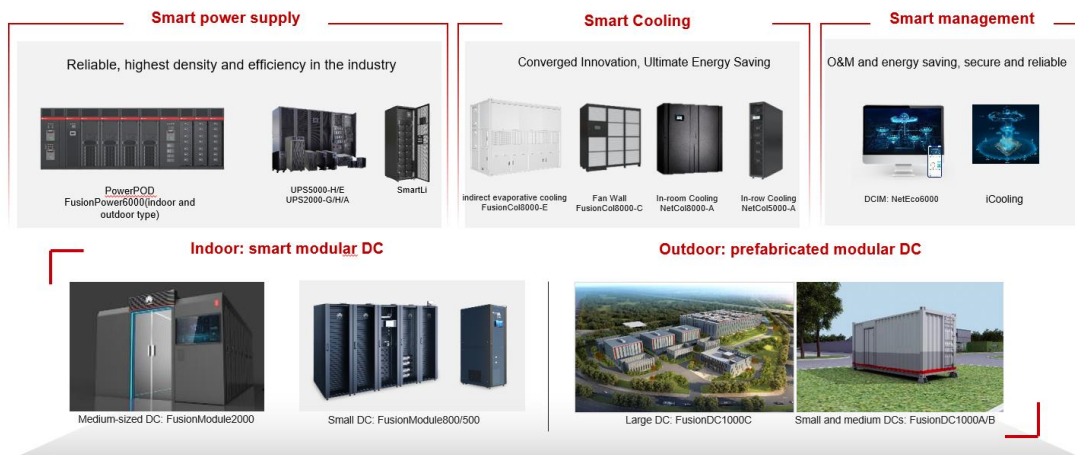 Smart power supply
Reliable, highest density and efficiency in the industry
PowerPOD
FusionPower6000(indoor and
outdoor type)
UPS5000-H/E
UPS2000-G/H/A
SmartLi
Smart Cooling
Converged Innovation, Ultimate Energy Saving
indirect evaporative cooling
FusionCol8000-E
Fan Wall
FusionCol8000-C
In-room Cooling
NetCol8000-A
In-row Cooling
NetCol5000-A
Smart management
O&M and energy saving, secure and reliable
DCIM: NetEco6000
iCooling
Indoor: smart modular DC
Medium-sized DC: FusionModule2000
Small DC: FusionModule800/500
Outdoor: prefabricated modular DC
Large DC: FusionDC1000C
Small and medium DCs: FusionDC1000A/B